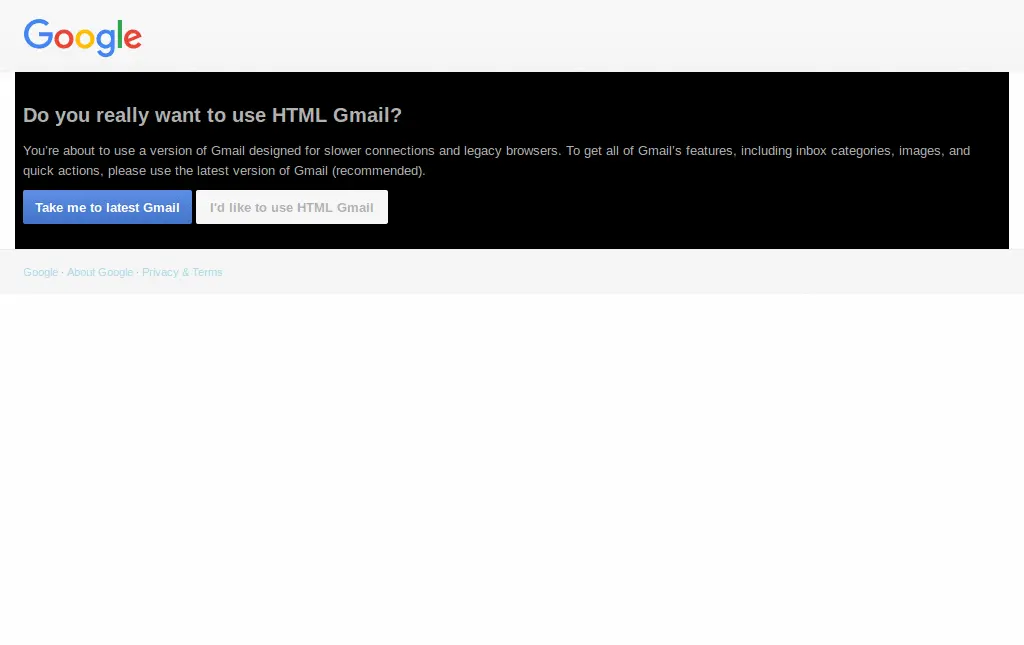 Google
Do you really want to use HTML Gmail?
You’re about to use a version of Gmail designed for slower connections and legacy browsers. To get all of Gmail’s features, including inbox categories, images, and
quick actions, please use the latest version of Gmail (recommended).
Take me to latest Gmail I'd like to use HTML Gmail
Google · About Google · Privacy & Terms